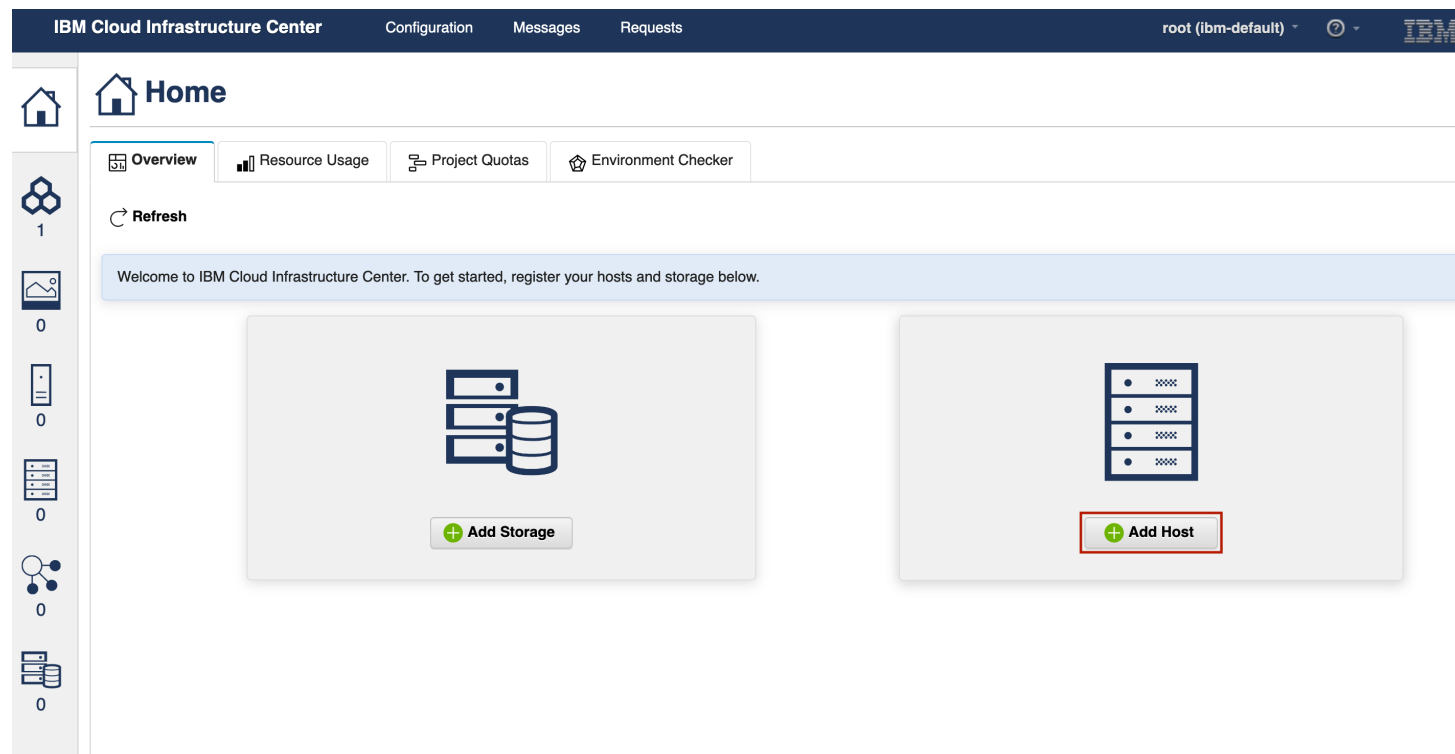 IBM Cloud Infrastructure Center Configuration Messages Requests root (ibm-default) IBM
Home
Overview Resource Usage Project Quotas Environment Checker
Refresh
1
Welcome to IBM Cloud Infrastructure Center. To get started, register your hosts and storage below.
0
0
0
Add Storage Add Host
0
0